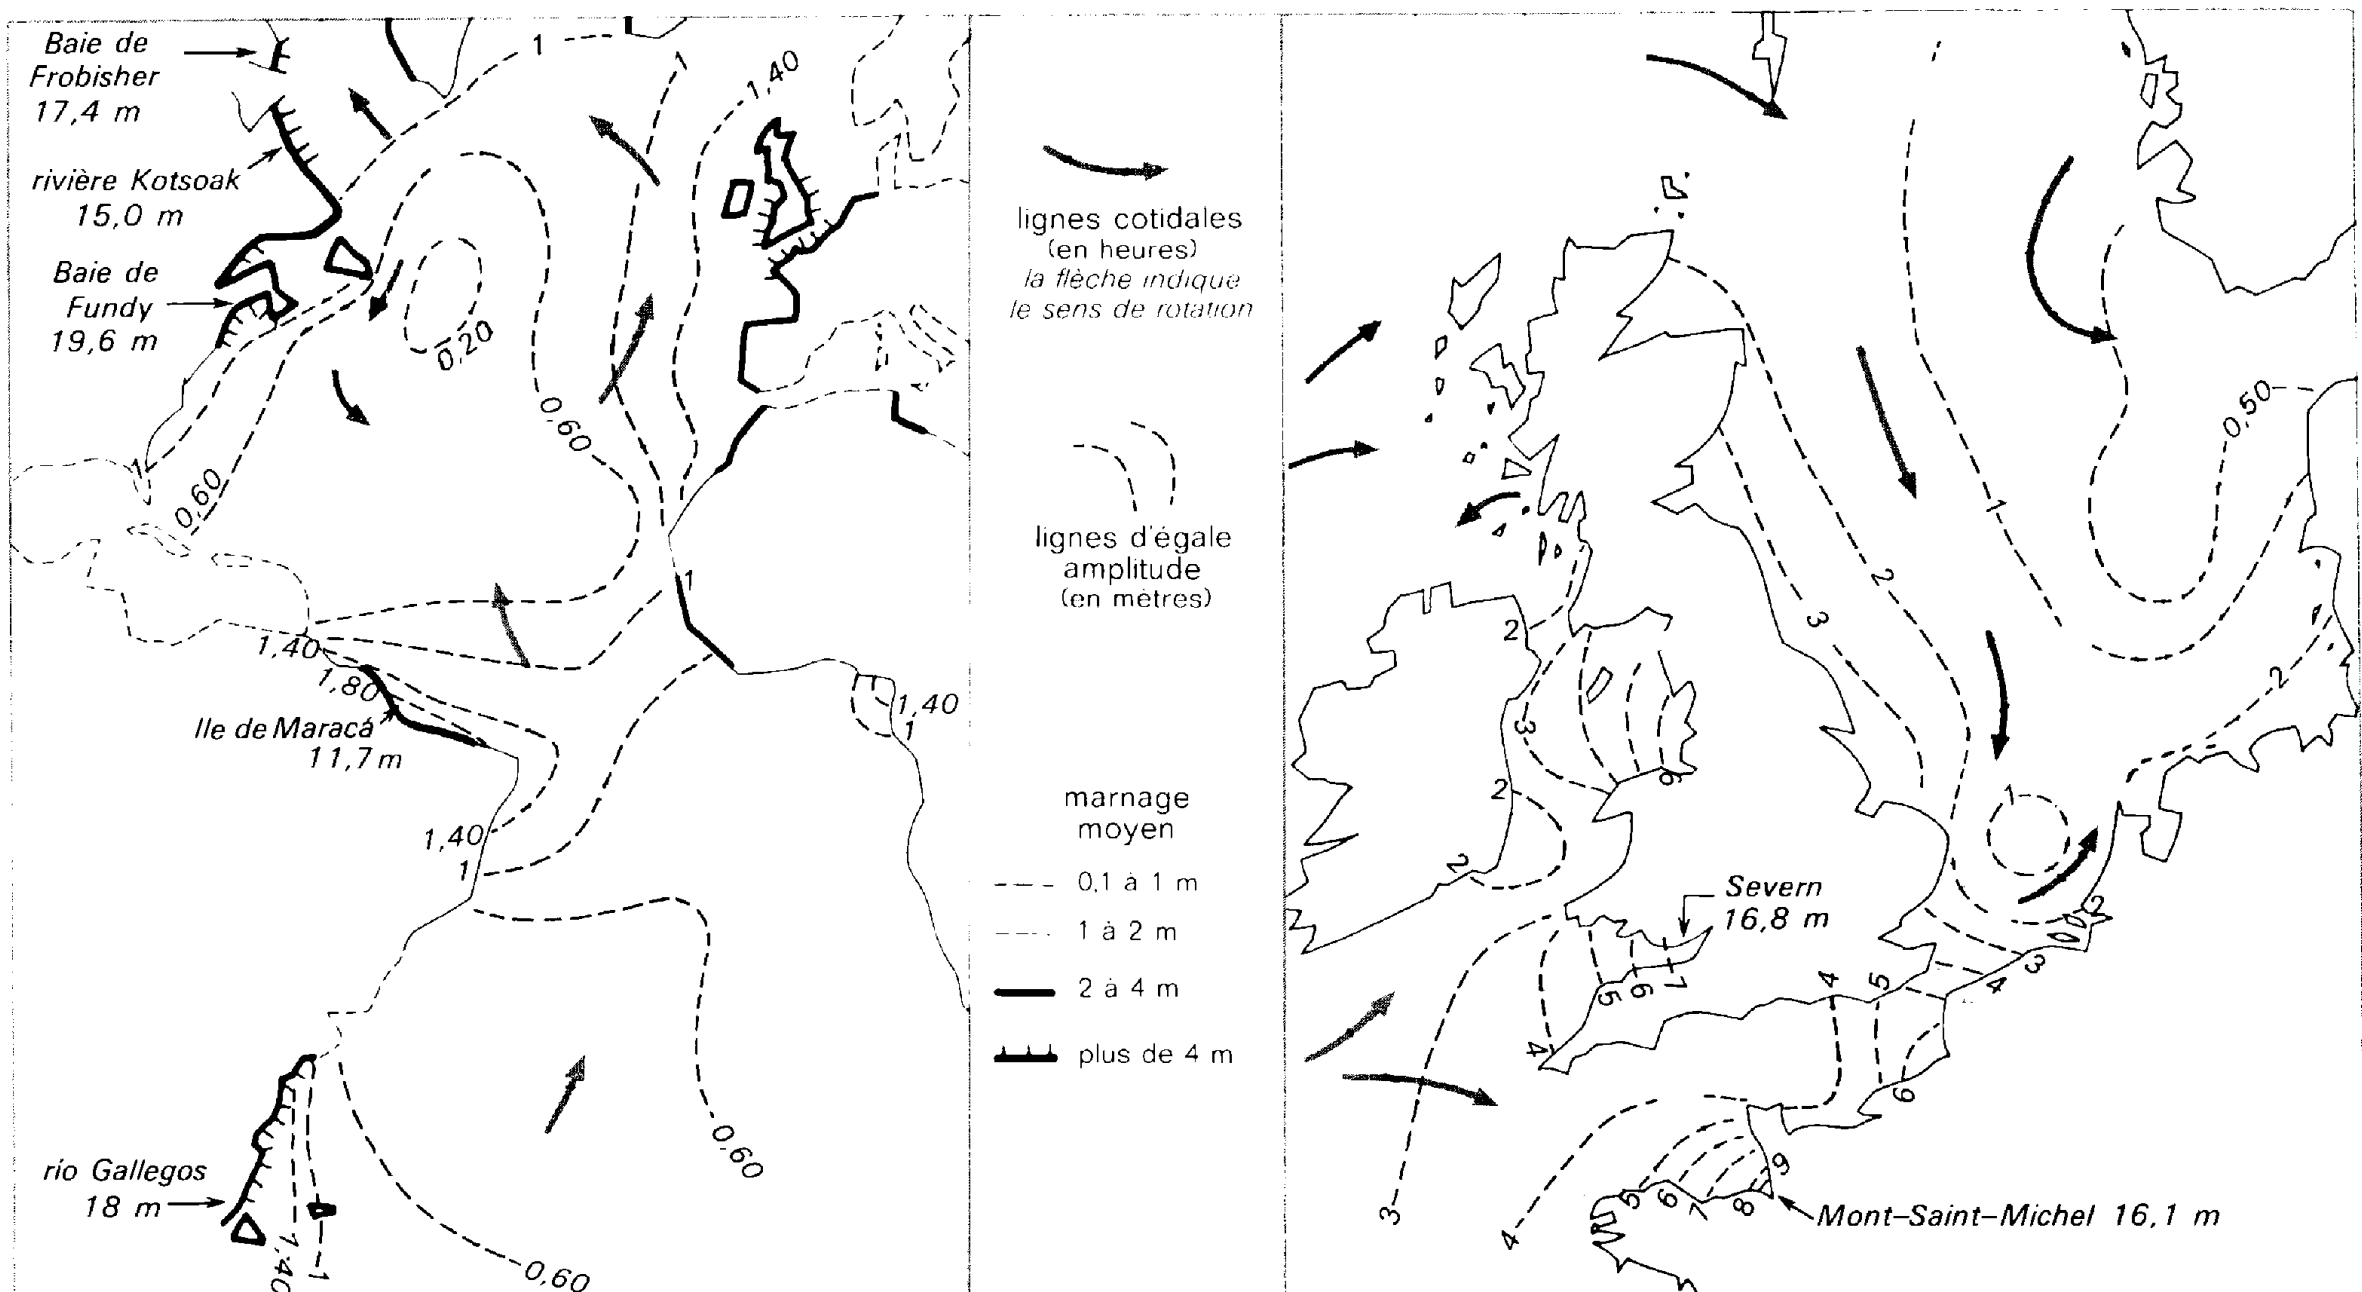 Baie de
Frobisher
17,4 m
rivière Kotsoak
15,0 m
Baie de
Fundy
19,6 m
1
1
1,40
0,20
0,60
1
0,60
1
1,40
1,80
Ile de Maracá
11,7 m
1,40
1
1,40
1
0,60
0,60
rio Gallegos
18 m
1,40
1
lignes cotidales
(en heures)
la flèche indique
le sens de rotation
lignes d'égale
amplitude
(en mètres)
marnage
moyen
0,1 à 1 m
1 à 2 m
2 à 4 m
plus de 4 m
0,50
1
2
3
2
3
6
2
2
2
1
2
Severn
16,8 m
5
6
7
4
4
5
4
3
2
6
3
4
5
6
7
8
9
Mont-Saint-Michel 16,1 m